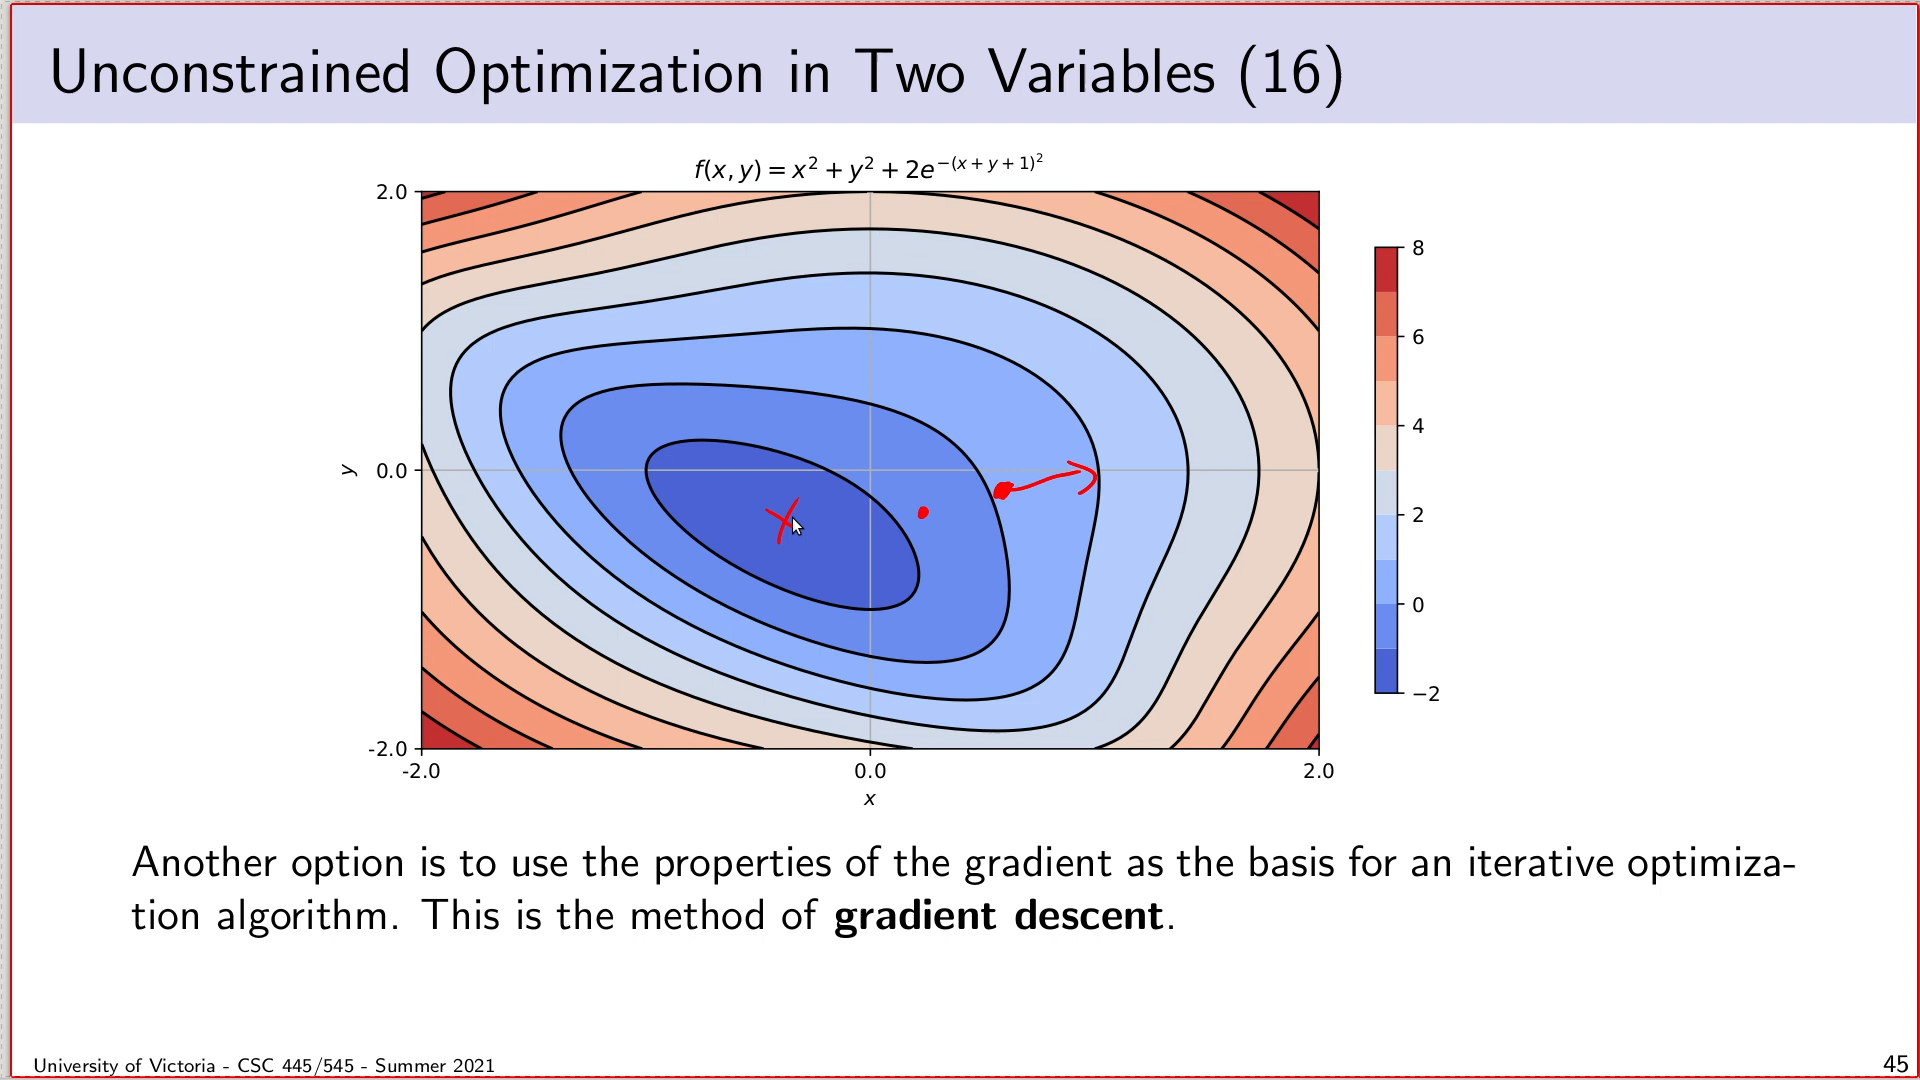 Unconstrained Optimization in Two Variables (16)
f(x, y) = x² + y² + 2e^{−(x + y + 1)²}
2.0
0.0
-2.0
y
-2.0
0.0
2.0
x
8
6
4
2
0
−2
Another option is to use the properties of the gradient as the basis for an iterative optimiza-
tion algorithm. This is the method of gradient descent.
University of Victoria - CSC 445/545 - Summer 2021
45